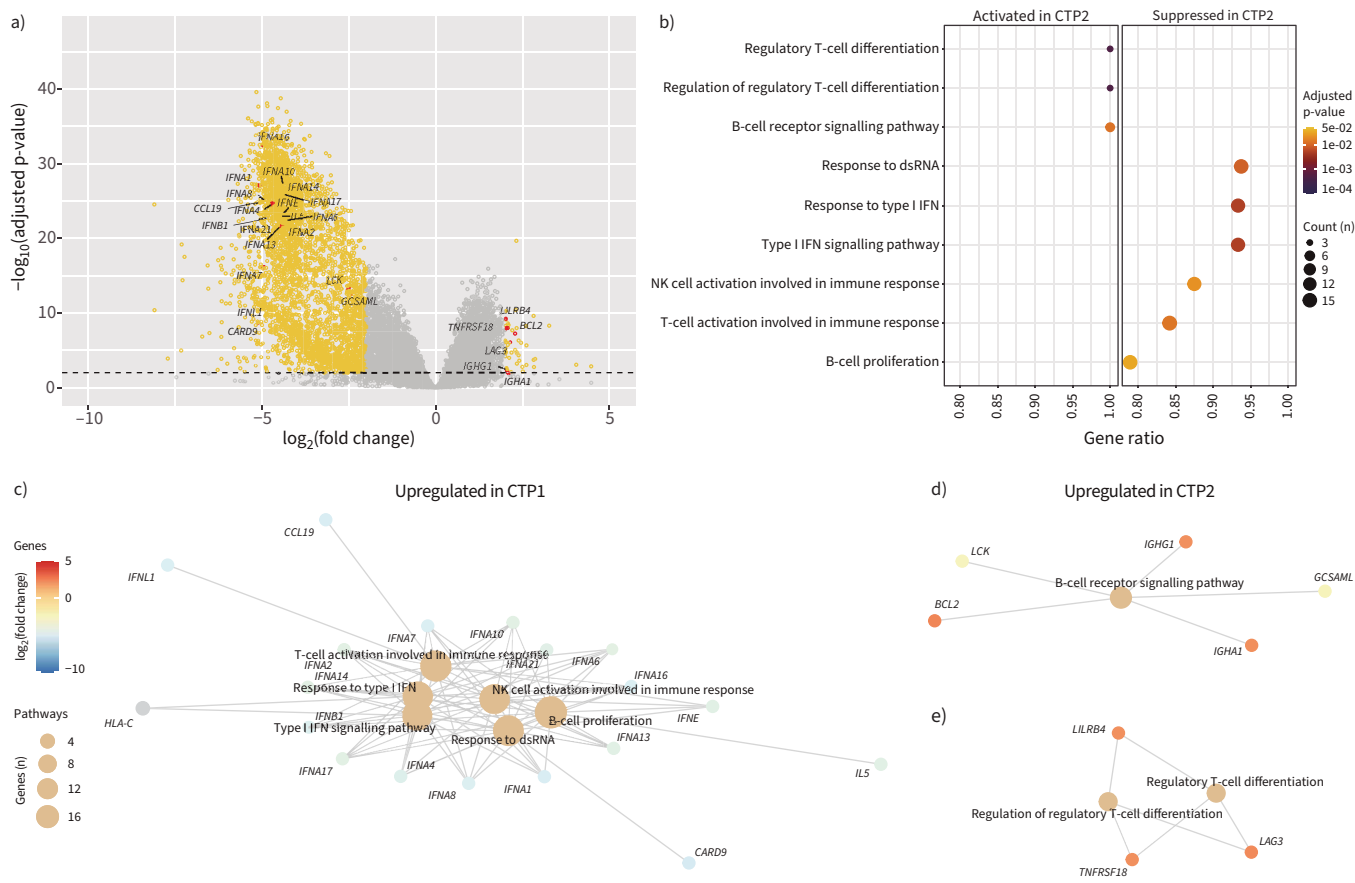 a)
−log10(adjusted p-value)
40
30
20
10
0
−10
−5
0
5
log2(fold change)
IFNA16
IFNA10
IFNA1
IFNA14
IFNA8
IFNE
IFNA17
CCL19
IFNA4
IL5
IFNA6
IFNB1
IFNA21
IFNA2
IFNA13
IFNA7
LCK
GCSAML
IFNL1
CARD9
LILRB4
TNFRSF18
BCL2
LAG3
IGHG1
IGHA1
b)
Activated in CTP2
Suppressed in CTP2
Regulatory T-cell differentiation
Regulation of regulatory T-cell differentiation
B-cell receptor signalling pathway
Response to dsRNA
Response to type I IFN
Type I IFN signalling pathway
NK cell activation involved in immune response
T-cell activation involved in immune response
B-cell proliferation
0.80
0.85
0.90
0.95
1.00
0.80
0.85
0.90
0.95
1.00
Gene ratio
Adjusted
p-value
5e-02
1e-02
1e-03
1e-04
Count (n)
3
6
9
12
15
c)
Upregulated in CTP1
Genes
log2(fold change)
5
0
−10
Pathways
Genes (n)
4
8
12
16
CCL19
IFNL1
IFNA7
IFNA10
T-cell activation involved in immune response
IFNA2
IFNA21
IFNA6
IFNA14
IFNA16
Response to type I IFN
NK cell activation involved in immune response
HLA-C
IFNB1
IFNE
Type I IFN signalling pathway
B-cell proliferation
Response to dsRNA
IFNA13
IFNA17
IFNA4
IFNA8
IFNA1
IL5
CARD9
d)
Upregulated in CTP2
LCK
IGHG1
B-cell receptor signalling pathway
GCSAML
BCL2
IGHA1
e)
LILRB4
Regulatory T-cell differentiation
Regulation of regulatory T-cell differentiation
LAG3
TNFRSF18